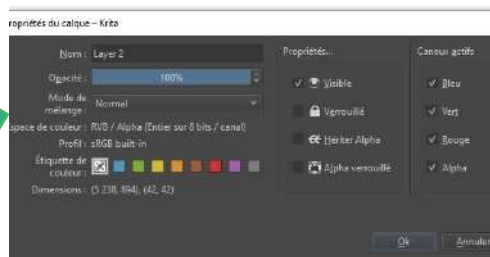 ropriétés du calque – Krita
Nom : Layer 2
Opacité : 100%
Mode de mélange : Normal
space de couleur : RVB / Alpha (Entier sur 8 bits / canal)
Profil : sRGB built-in
Étiquette de couleur :
Dimensions : (5 238, 894), (42, 42)
Propriétés...
Visible
Verrouillé
Hériter Alpha
Alpha verrouillé
Canaux actifs
Bleu
Vert
Rouge
Alpha
Ok
Annuler